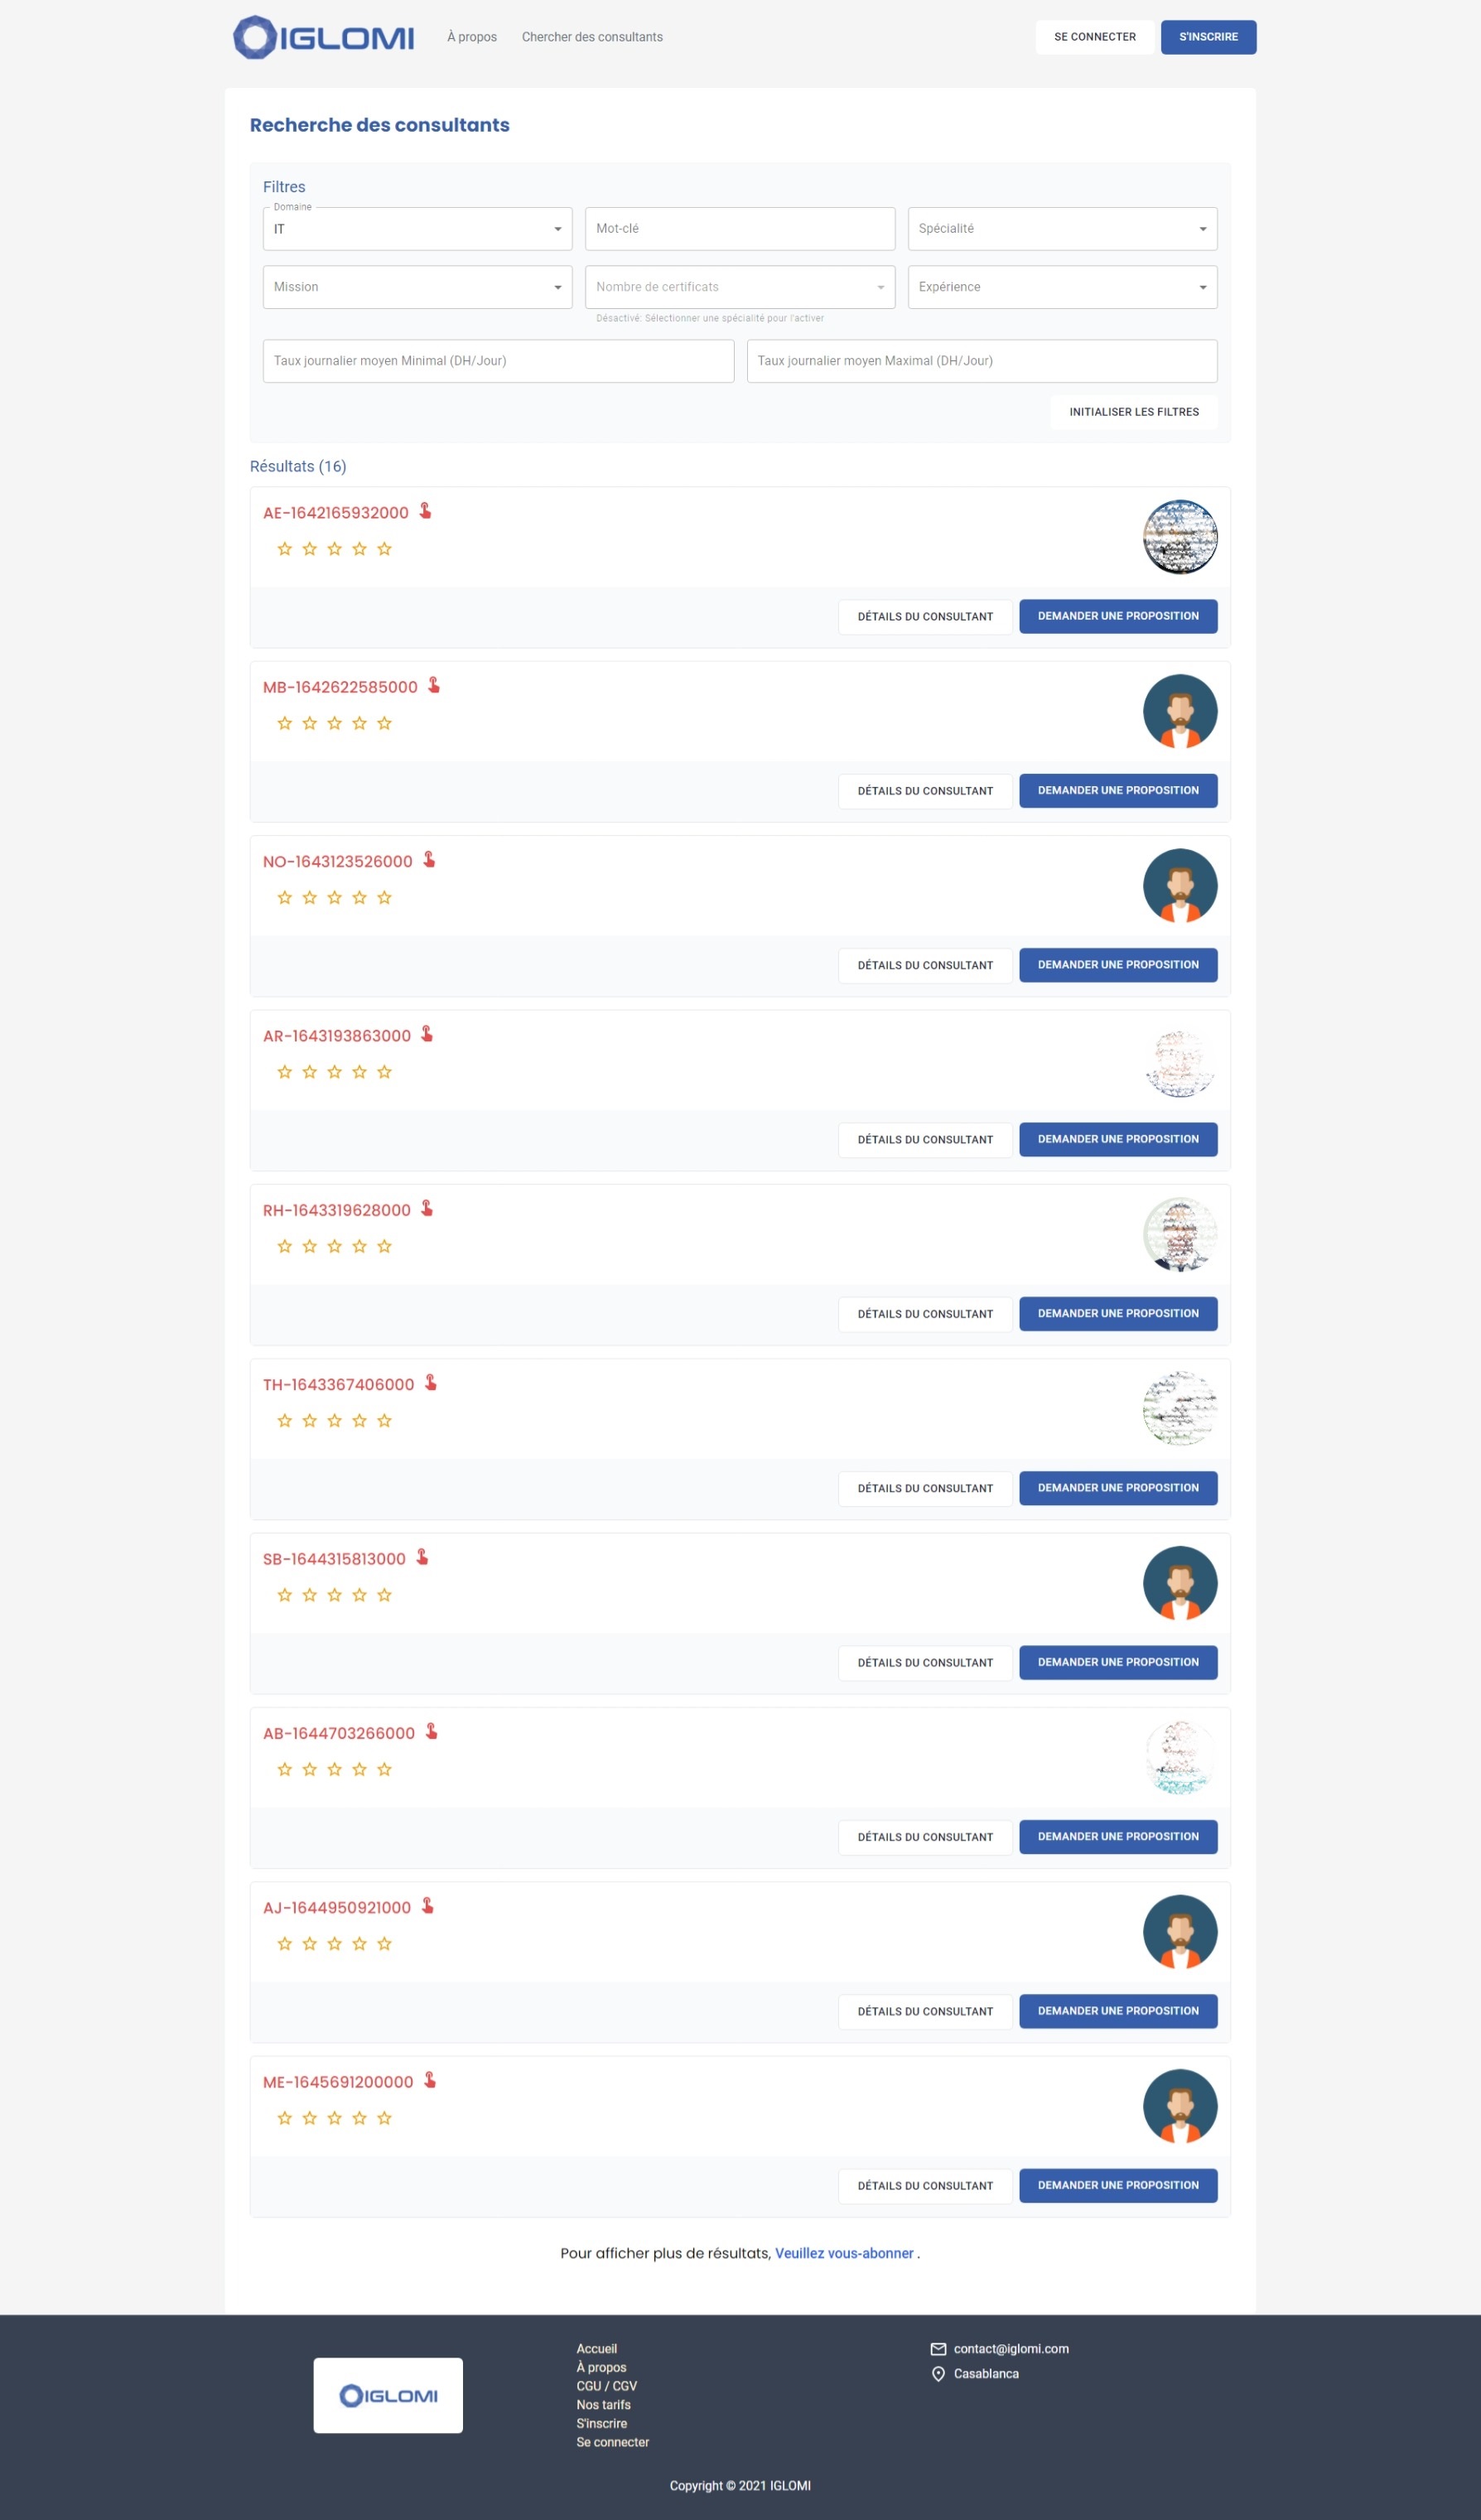 IGLOMI À propos Chercher des consultants SE CONNECTER S'INSCRIRE
Recherche des consultants
Filtres
Domaine
IT Mot-clé Spécialité
Mission Nombre de certificats Expérience
Désactivé: Sélectionner une spécialité pour l'activer
Taux journalier moyen Minimal (DH/Jour) Taux journalier moyen Maximal (DH/Jour)
INITIALISER LES FILTRES
Résultats (16)
AE-1642165932000
DÉTAILS DU CONSULTANT DEMANDER UNE PROPOSITION
MB-1642622585000
DÉTAILS DU CONSULTANT DEMANDER UNE PROPOSITION
NO-1643123526000
DÉTAILS DU CONSULTANT DEMANDER UNE PROPOSITION
AR-1643193863000
DÉTAILS DU CONSULTANT DEMANDER UNE PROPOSITION
RH-1643319628000
DÉTAILS DU CONSULTANT DEMANDER UNE PROPOSITION
TH-1643367406000
DÉTAILS DU CONSULTANT DEMANDER UNE PROPOSITION
SB-1644315813000
DÉTAILS DU CONSULTANT DEMANDER UNE PROPOSITION
AB-1644703266000
DÉTAILS DU CONSULTANT DEMANDER UNE PROPOSITION
AJ-1644950921000
DÉTAILS DU CONSULTANT DEMANDER UNE PROPOSITION
ME-1645691200000
DÉTAILS DU CONSULTANT DEMANDER UNE PROPOSITION
Pour afficher plus de résultats, Veuillez vous-abonner .
IGLOMI
Accueil
À propos
CGU / CGV
Nos tarifs
S'inscrire
Se connecter
contact@iglomi.com
Casablanca
Copyright © 2021 IGLOMI